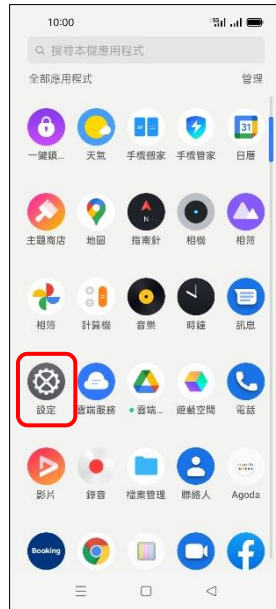 10:00
搜尋本機應用程式
全部應用程式 管理
31
一鍵鎖... 天氣 手機搬家 手機管家 日曆
N
主題商店 地圖 指南針 相機 相簿
相簿 計算機 音樂 時鐘 訊息
設定 雲端服務 雲端... 遊戲空間 電話
agoda
影片 錄音 檔案管理 聯絡人 Agoda
Booking